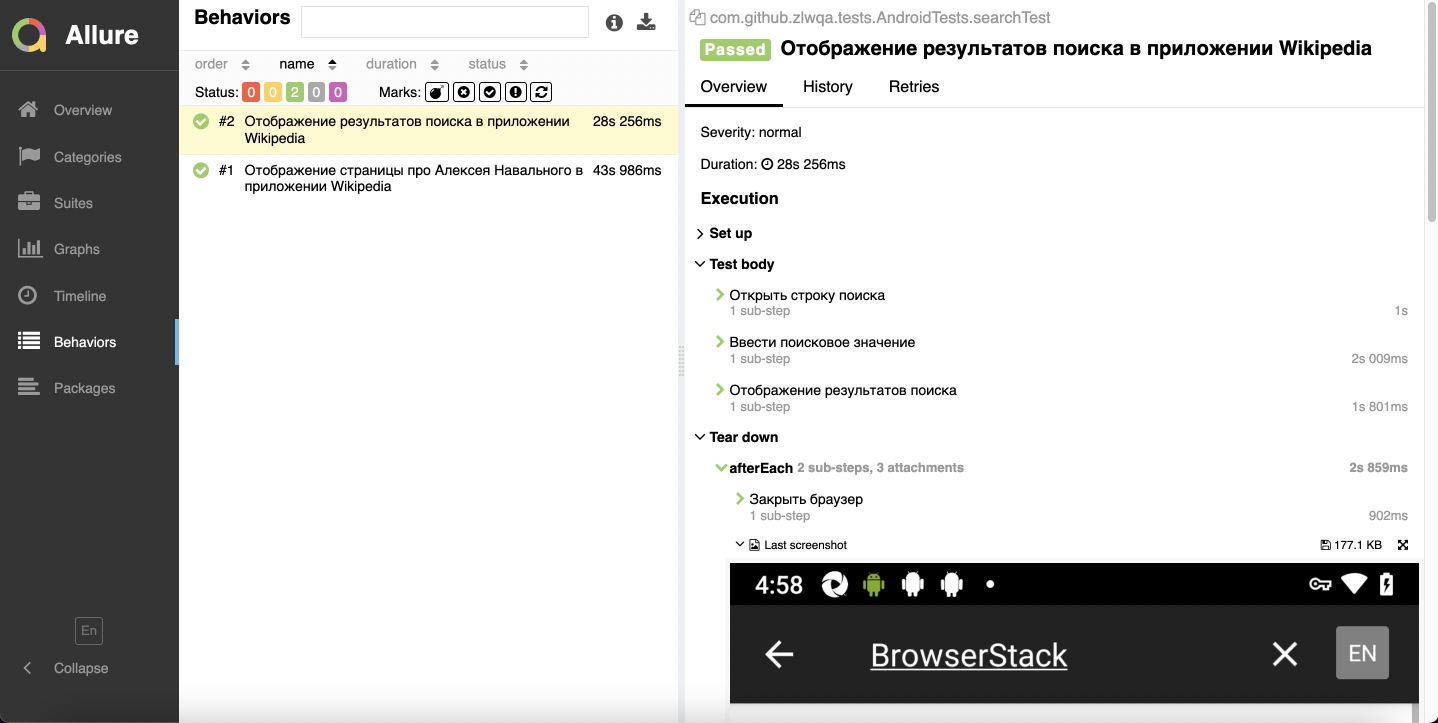 Allure
Overview
Categories
Suites
Graphs
Timeline
Behaviors
Packages
En
Collapse
Behaviors
order name duration status
Status: 0 0 2 0 0 Marks:
#2 Отображение результатов поиска в приложении 28s 256ms
Wikipedia
#1 Отображение страницы про Алексея Навального в 43s 986ms
приложении Wikipedia
com.github.zlwqa.tests.AndroidTests.searchTest
Passed Отображение результатов поиска в приложении Wikipedia
Overview History Retries
Severity: normal
Duration: 28s 256ms
Execution
Set up
Test body
Открыть строку поиска
1 sub-step 1s
Ввести поисковое значение
1 sub-step 2s 009ms
Отображение результатов поиска
1 sub-step 1s 801ms
Tear down
afterEach 2 sub-steps, 3 attachments 2s 859ms
Закрыть браузер
1 sub-step 902ms
Last screenshot 177.1 KB
4:58
BrowserStack EN